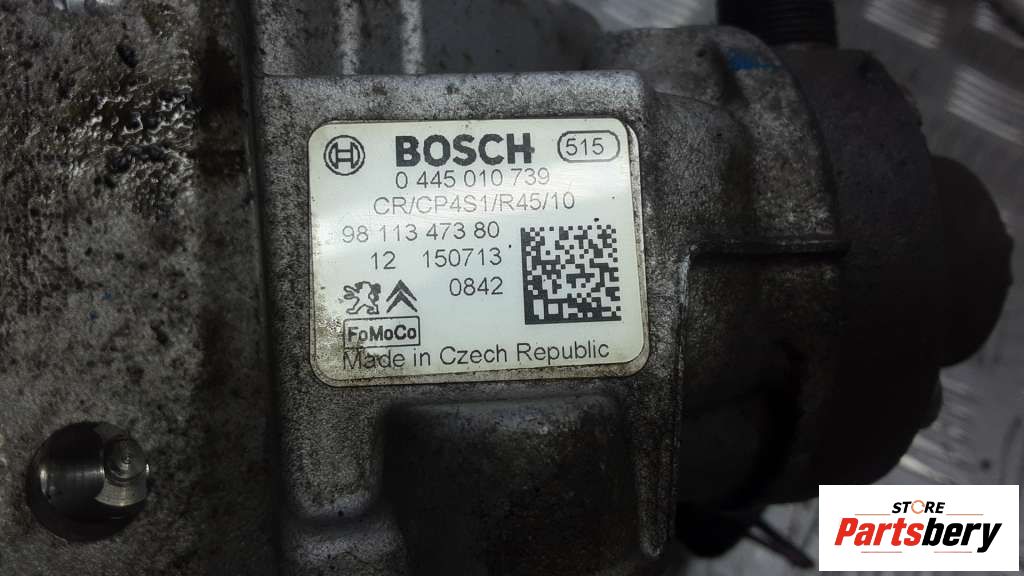 BOSCH 515
0 445 010 739
CR/CP4S1/R45/10
98 113 473 80
12 150713
0842
FoMoCo
Made in Czech Republic
STORE
Partsbery